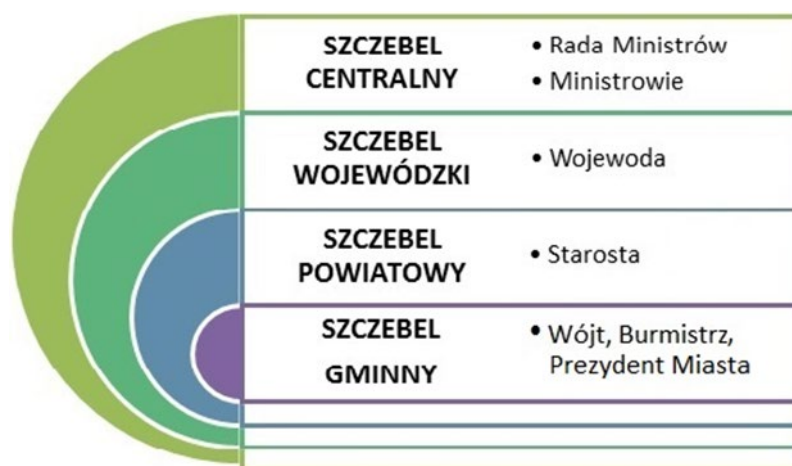 SZCZEBEL
CENTRALNY
• Rada Ministrów
• Ministrowie
SZCZEBEL
WOJEWÓDZKI
• Wojewoda
SZCZEBEL
POWIATOWY
• Starosta
SZCZEBEL
GMINNY
• Wójt, Burmistrz,
Prezydent Miasta